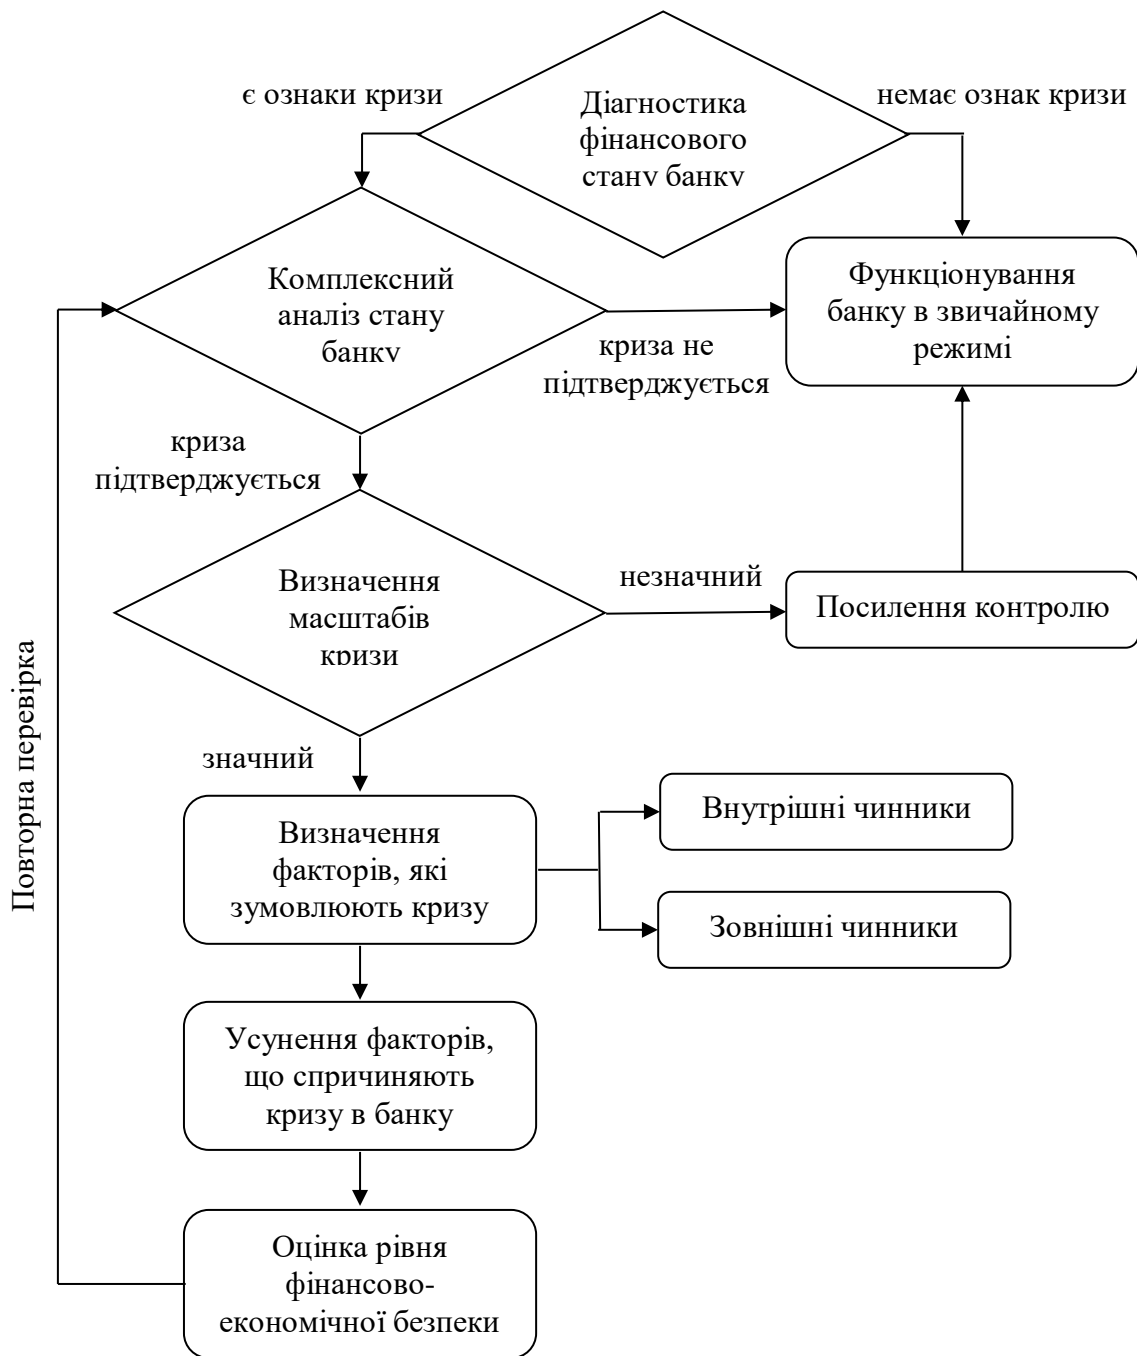 є ознаки кризи
немає ознак кризи
Діагностика
фінансового
стану банку
Комплексний
аналіз стану
банку
Функціонування
банку в звичайному
режимі
криза не
підтверджується
криза
підтверджується
Визначення
масштабів
кризи
незначний
Посилення контролю
Повторна перевірка
значний
Визначення
факторів, які
зумовлюють кризу
Внутрішні чинники
Зовнішні чинники
Усунення факторів,
що спричиняють
кризу в банку
Оцінка рівня
фінансово-
економічної безпеки